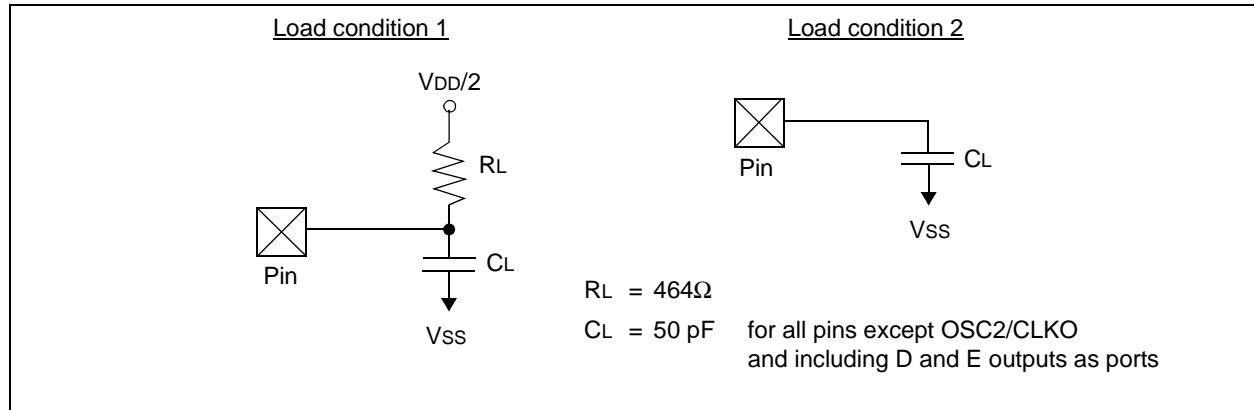 Load condition 1
VDD/2
RL
Pin
CL
VSS
Load condition 2
Pin
CL
VSS
RL = 464Ω
CL = 50 pF for all pins except OSC2/CLKO
and including D and E outputs as ports